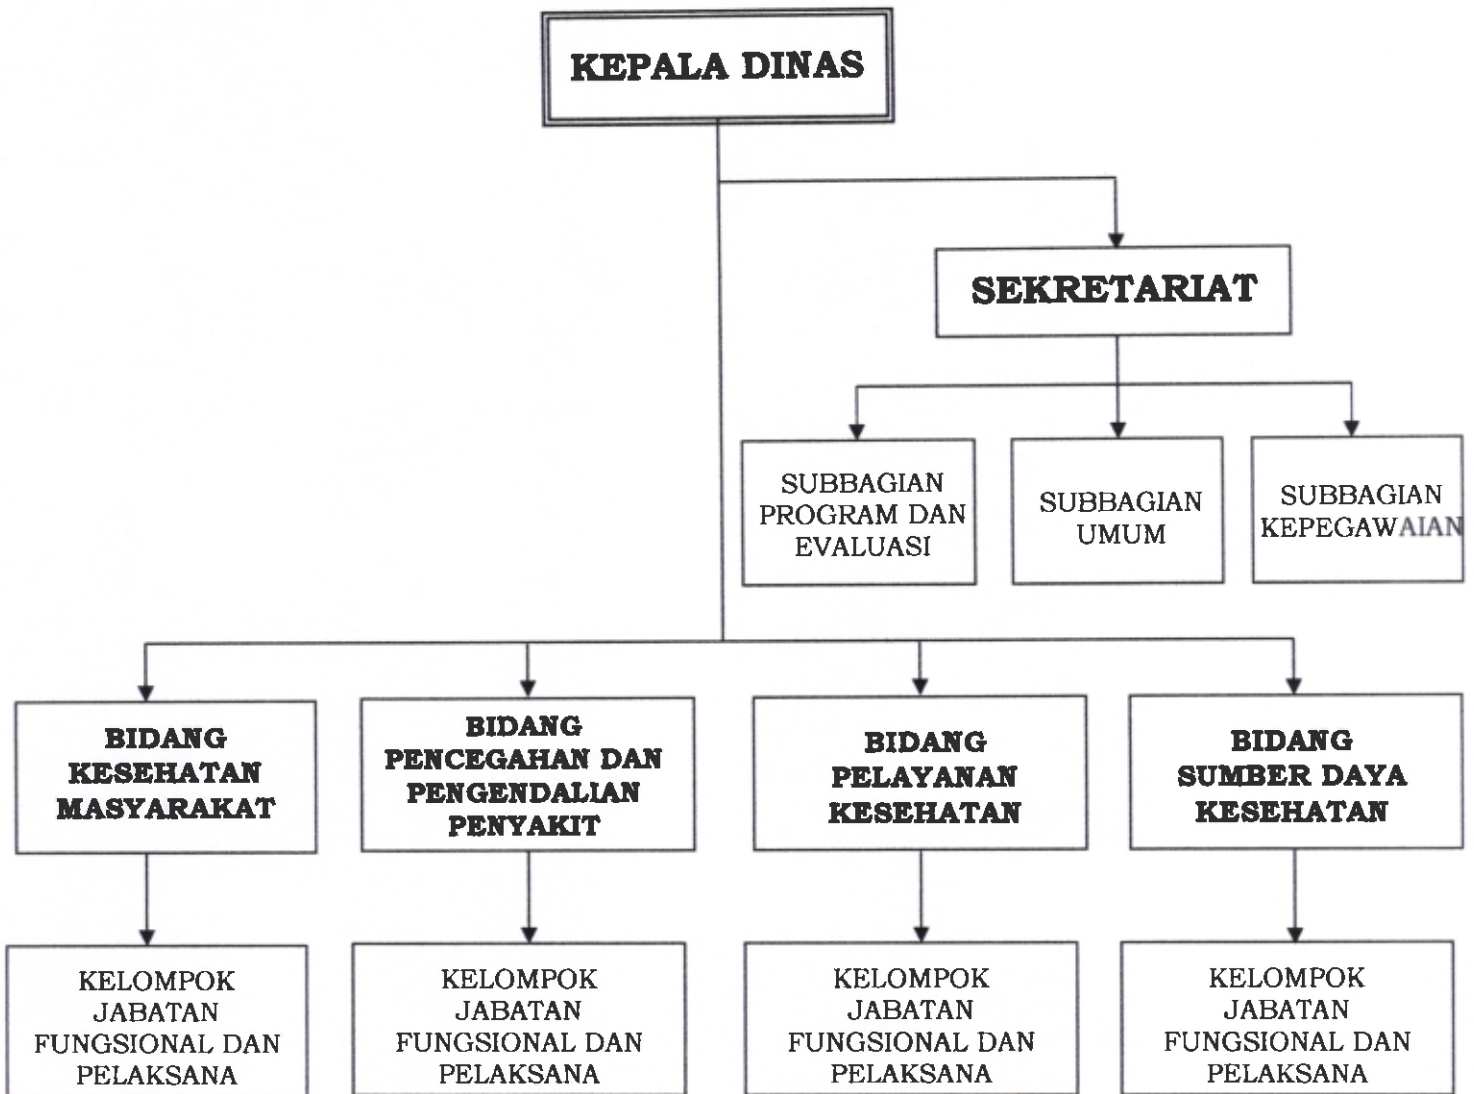 KEPALA DINAS
SEKRETARIAT
SUBBAGIAN
PROGRAM DAN
EVALUASI
SUBBAGIAN
UMUM
SUBBAGIAN
KEPEGAWAIAN
BIDANG
KESEHATAN
MASYARAKAT
BIDANG
PENCEGAHAN DAN
PENGENDALIAN
PENYAKIT
BIDANG
PELAYANAN
KESEHATAN
BIDANG
SUMBER DAYA
KESEHATAN
KELOMPOK
JABATAN
FUNGSIONAL DAN
PELAKSANA
KELOMPOK
JABATAN
FUNGSIONAL DAN
PELAKSANA
KELOMPOK
JABATAN
FUNGSIONAL DAN
PELAKSANA
KELOMPOK
JABATAN
FUNGSIONAL DAN
PELAKSANA